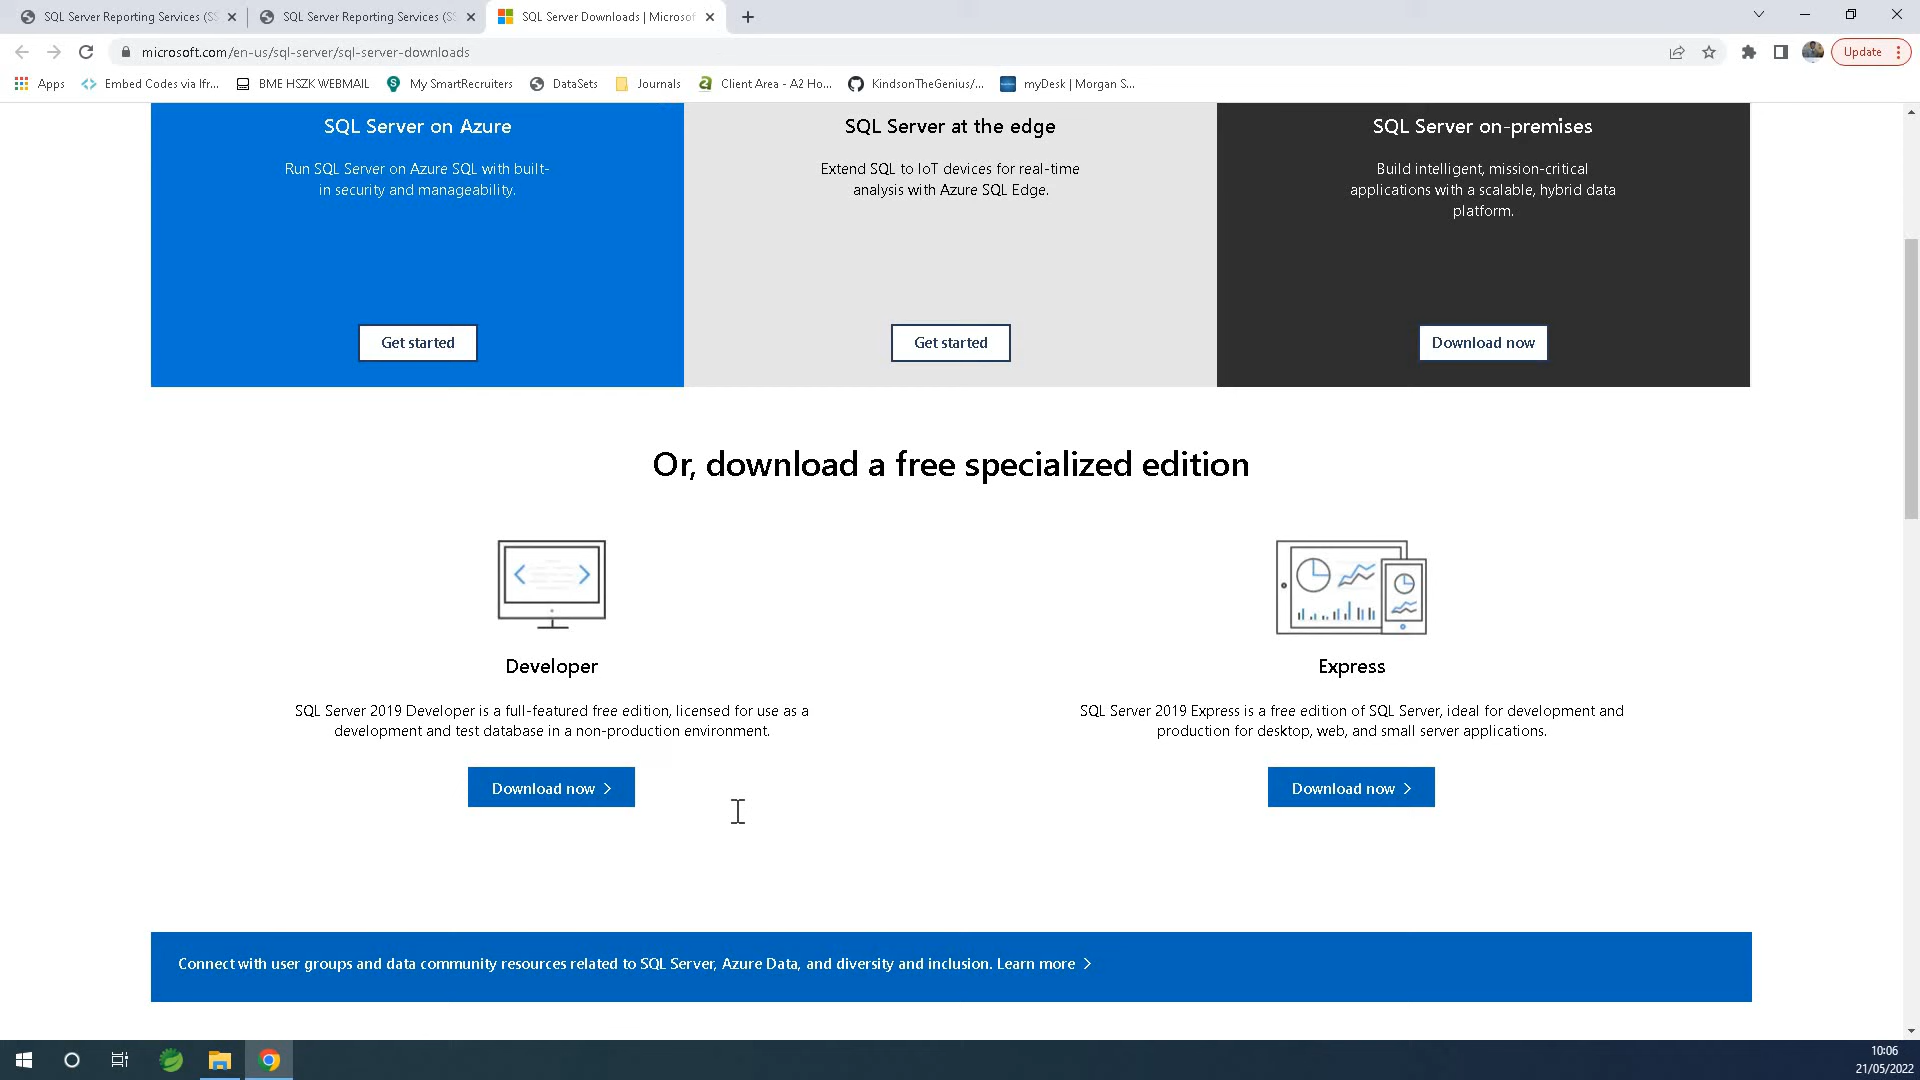 SQL Server Reporting Services (SS
SQL Server Reporting Services (S
SQL Server Downloads | Microsof
microsoft.com/en-us/sql-server/sql-server-downloads
Update
Apps
Embed Codes via Ifr...
BME HSZK WEBMAIL
My SmartRecruiters
DataSets
Journals
Client Area - A2 Ho...
KindsonTheGenius/...
myDesk | Morgan S...
SQL Server on Azure
Run SQL Server on Azure SQL with built-
in security and manageability.
Get started
SQL Server at the edge
Extend SQL to IoT devices for real-time
analysis with Azure SQL Edge.
Get started
SQL Server on-premises
Build intelligent, mission-critical
applications with a scalable, hybrid data
platform.
Download now
Or, download a free specialized edition
Developer
SQL Server 2019 Developer is a full-featured free edition, licensed for use as a
development and test database in a non-production environment.
Download now
Express
SQL Server 2019 Express is a free edition of SQL Server, ideal for development and
production for desktop, web, and small server applications.
Download now
Connect with user groups and data community resources related to SQL Server, Azure Data, and diversity and inclusion. Learn more
10:06
21/05/2022